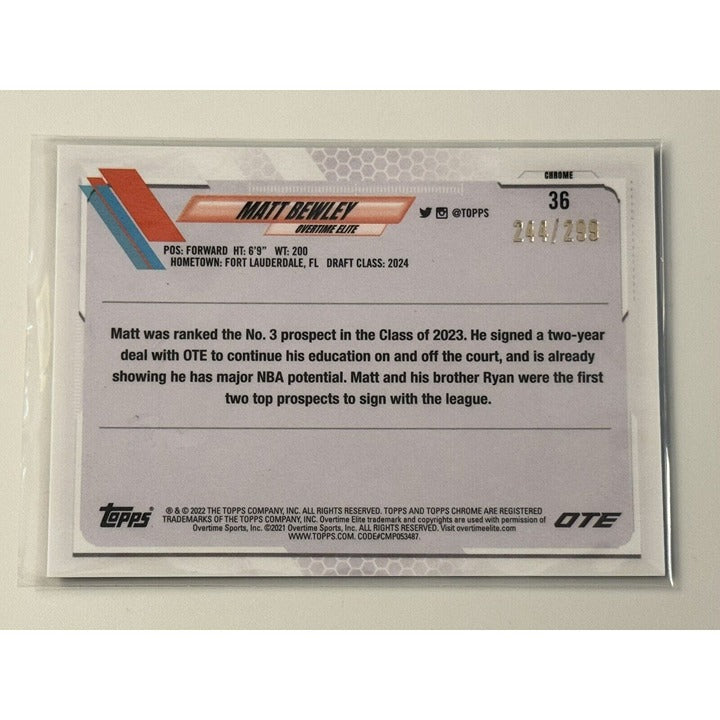 CHROME
36
244/299
MATT BEWLEY
OVERTIME ELITE
@TOPPS
POS: FORWARD HT: 6'9" WT: 200
HOMETOWN: FORT LAUDERDALE, FL DRAFT CLASS: 2024
Matt was ranked the No. 3 prospect in the Class of 2023. He signed a two-year
deal with OTE to continue his education on and off the court, and is already
showing he has major NBA potential. Matt and his brother Ryan were the first
two top prospects to sign with the league.
Topps
® & © 2022 THE TOPPS COMPANY, INC. ALL RIGHTS RESERVED. TOPPS AND TOPPS CHROME ARE REGISTERED
TRADEMARKS OF THE TOPPS COMPANY, INC. Overtime Elite trademark and copyrights are used with permission of
Overtime Sports, Inc. ©2021 Overtime Sports, Inc. ALL RIGHTS RESERVED. Visit overtimeelite.com
WWW.TOPPS.COM. CODE#CMP053487.
OTE